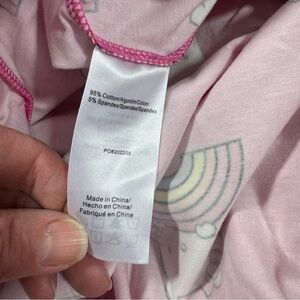 95% Cotton/Algodón/Coton
5% Spandex/Spandex/Spandex
PO#202208
Made in China/
Hecho en China/
Fabriqué en Chine